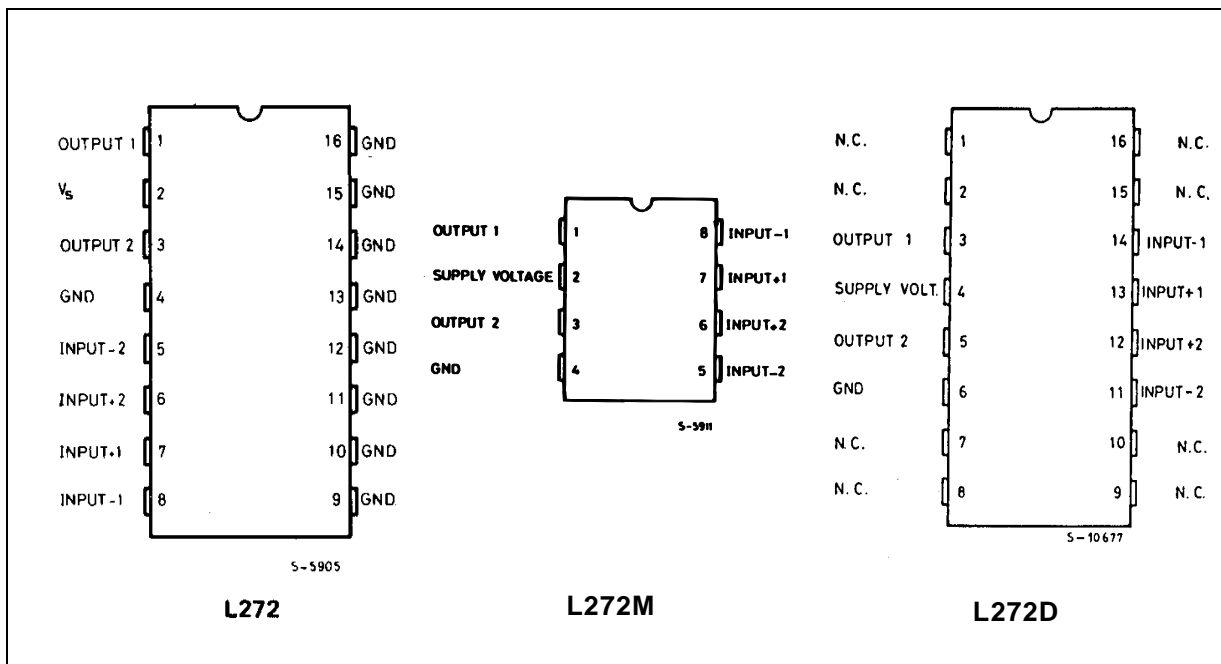 OUTPUT 1 1 16 GND
Vs 2 15 GND
OUTPUT 2 3 14 GND
GND 4 13 GND
INPUT-2 5 12 GND
INPUT+2 6 11 GND
INPUT+1 7 10 GND
INPUT-1 8 9 GND
S-5905
L272
OUTPUT 1 1 8 INPUT-1
SUPPLY VOLTAGE 2 7 INPUT+1
OUTPUT 2 3 6 INPUT+2
GND 4 5 INPUT-2
S-5911
L272M
N.C. 1 16 N.C.
N.C. 2 15 N.C.
OUTPUT 1 3 14 INPUT-1
SUPPLY VOLT. 4 13 INPUT+1
OUTPUT 2 5 12 INPUT+2
GND 6 11 INPUT-2
N.C. 7 10 N.C.
N.C. 8 9 N.C.
S-10677
L272D